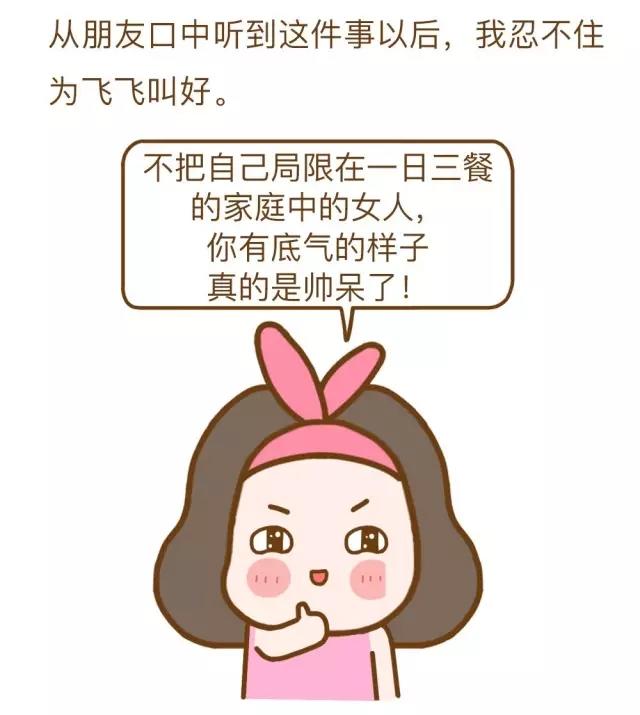 从朋友口中听到这件事以后，我忍不住
为飞飞叫好。
不把自己局限在一日三餐
的家庭中的女人，
你有底气的样子
真的是帅呆了！